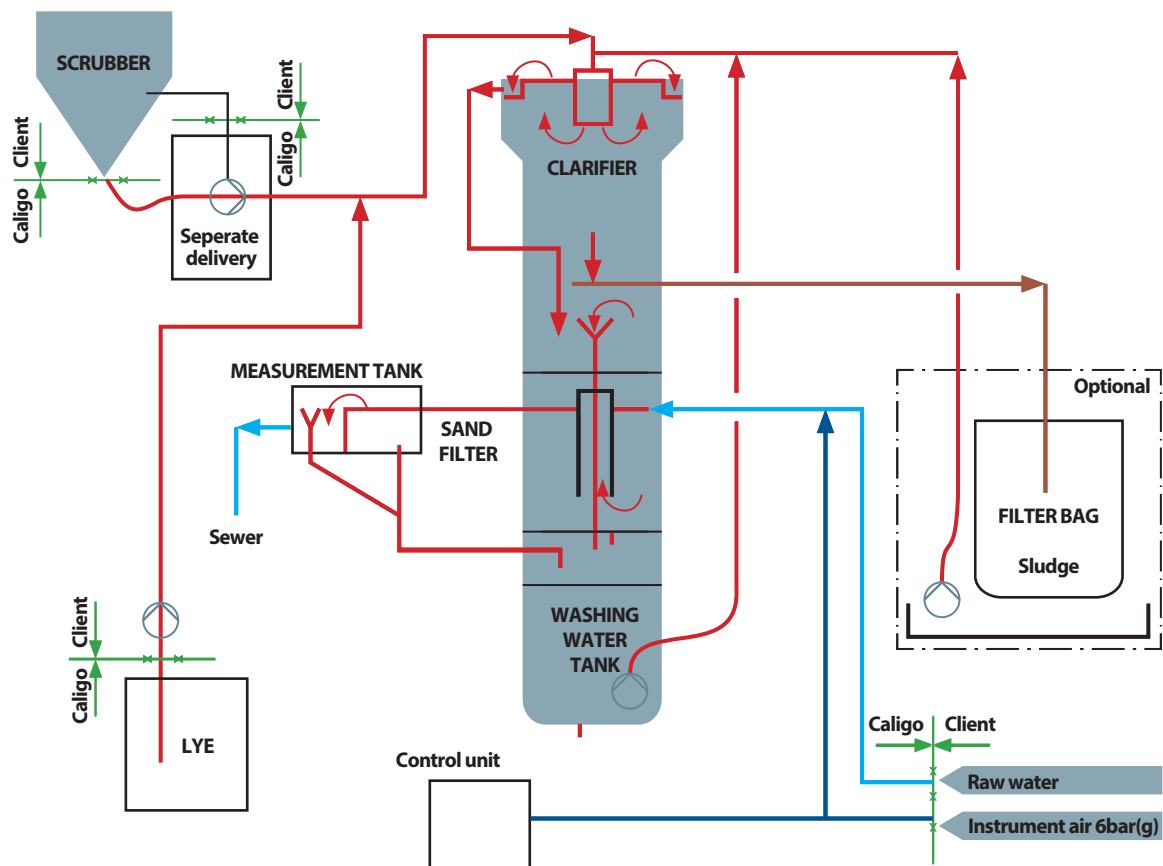 SCRUBBER
Client
Caligo
Client
Caligo
Seperate
delivery
CLARIFIER
MEASUREMENT TANK
SAND
FILTER
Sewer
Optional
FILTER BAG
Sludge
WASHING
WATER
TANK
Client
Caligo
LYE
Control unit
Caligo
Client
Raw water
Instrument air 6bar(g)